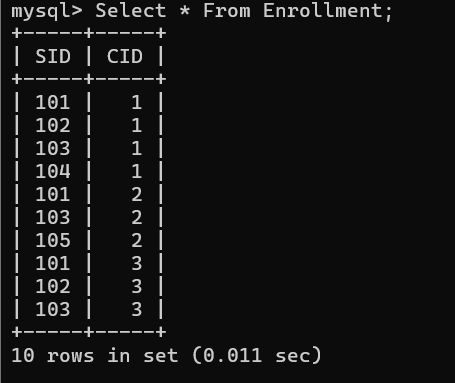 mysql> Select * From Enrollment;
+-----+-----+
| SID | CID |
+-----+-----+
| 101 |   1 |
| 102 |   1 |
| 103 |   1 |
| 104 |   1 |
| 101 |   2 |
| 103 |   2 |
| 105 |   2 |
| 101 |   3 |
| 102 |   3 |
| 103 |   3 |
+-----+-----+
10 rows in set (0.011 sec)